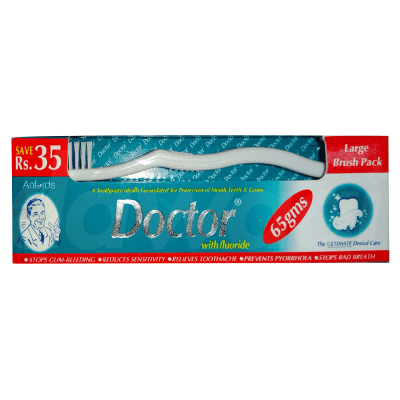 SAVE
Rs. 35
Large
Brush Pack
A Toothpaste Ideally Formulated for Protection of Mouth, Teeth & Gums
Doctor®
with fluoride
65gms
The ULTIMATE Dental Care
• STOPS GUM-BLEEDING • REDUCES SENSITIVITY • RELIEVES TOOTHACHE • PREVENTS PYORRHOEA • STOPS BAD BREATH